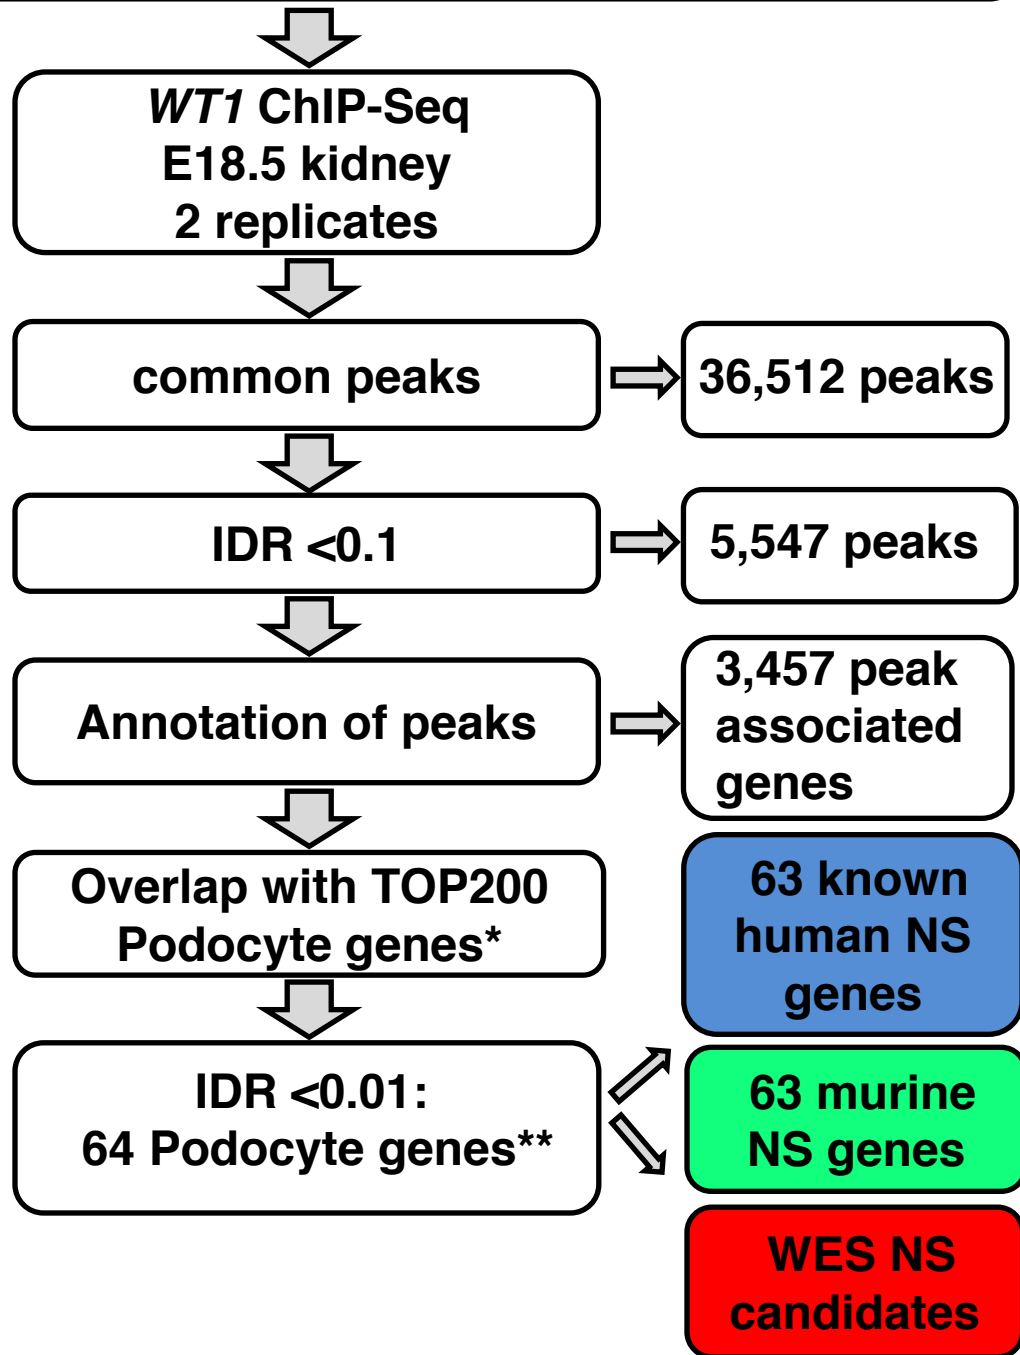 WT1 ChIP-Seq
E18.5 kidney
2 replicates
common peaks
36,512 peaks
IDR <0.1
5,547 peaks
Annotation of peaks
3,457 peak
associated
genes
Overlap with TOP200
Podocyte genes*
63 known
human NS
genes
IDR <0.01:
64 Podocyte genes**
63 murine
NS genes
WES NS
candidates